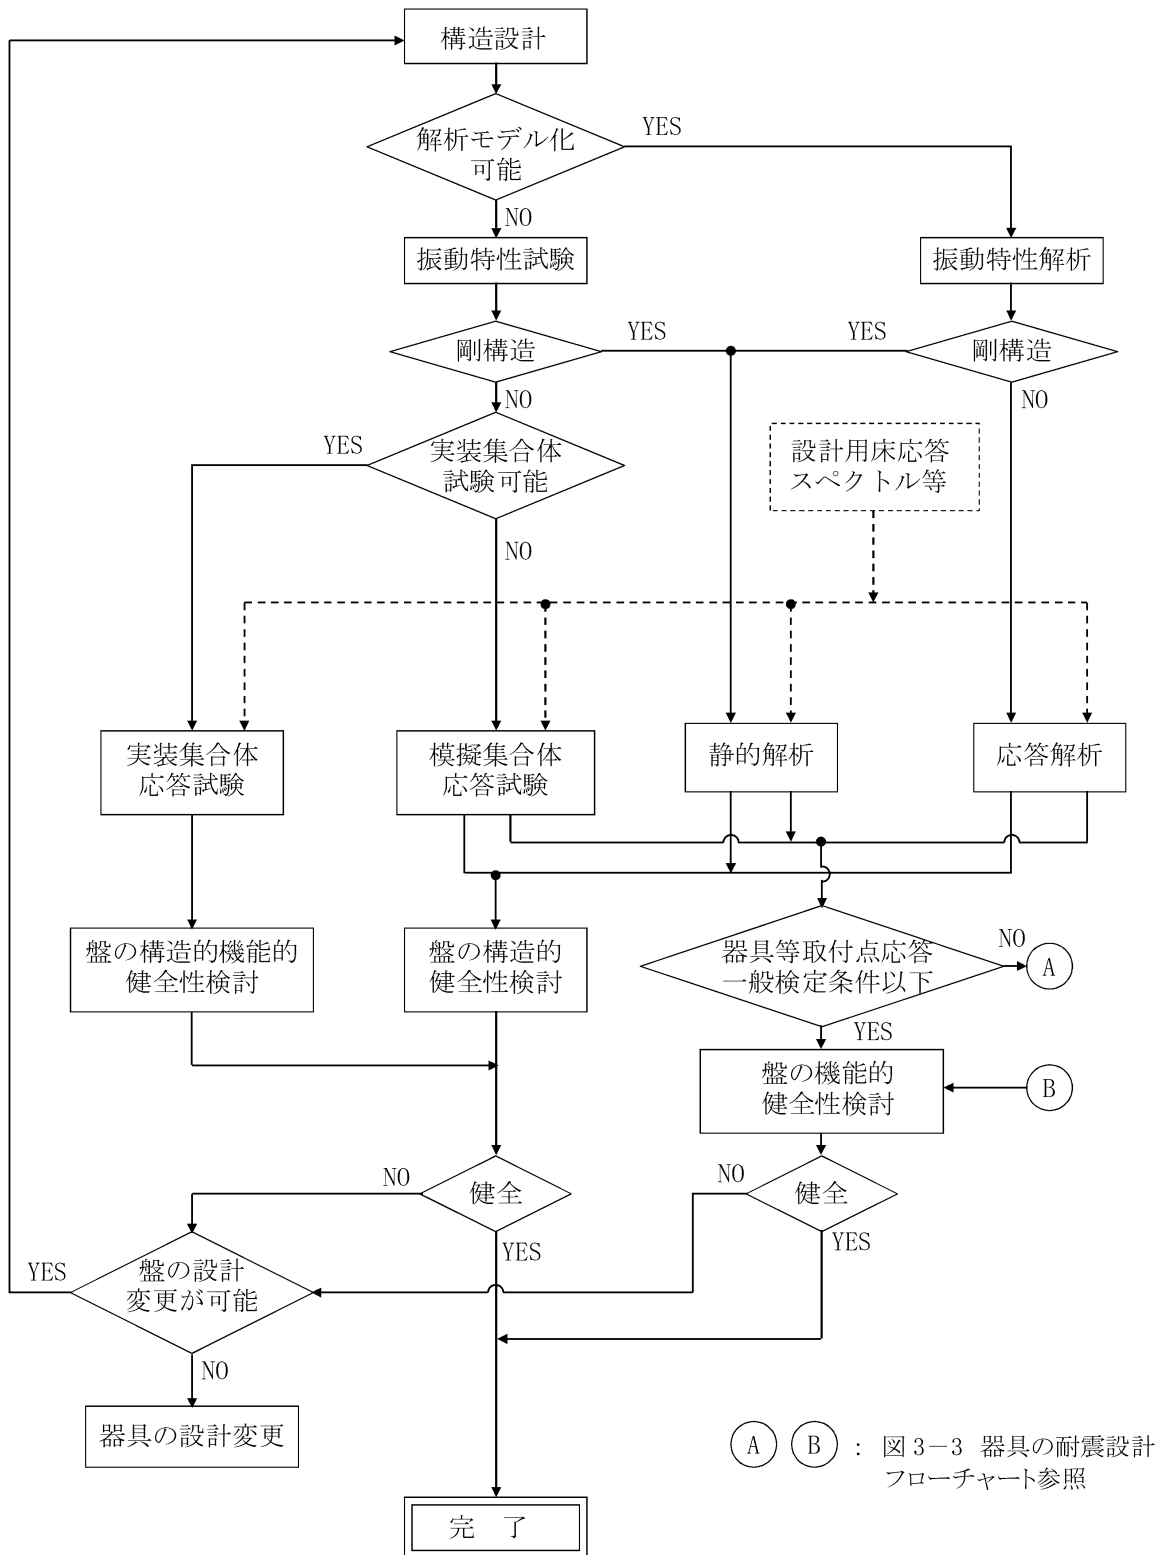 構造設計
解析モデル化
可能
YES
NO
振動特性試験
振動特性解析
剛構造
YES
YES
剛構造
NO
NO
YES
実装集合体
試験可能
設計用床応答
スペクトル等
NO
実装集合体
応答試験
模擬集合体
応答試験
静的解析
応答解析
盤の構造的機能的
健全性検討
盤の構造的
健全性検討
器具等取付点応答
一般検定条件以下
NO
A
YES
盤の機能的
健全性検討
B
NO
健全
NO
健全
YES
YES
YES
盤の設計
変更が可能
NO
器具の設計変更
A B : 図3-3 器具の耐震設計
フローチャート参照
完 了